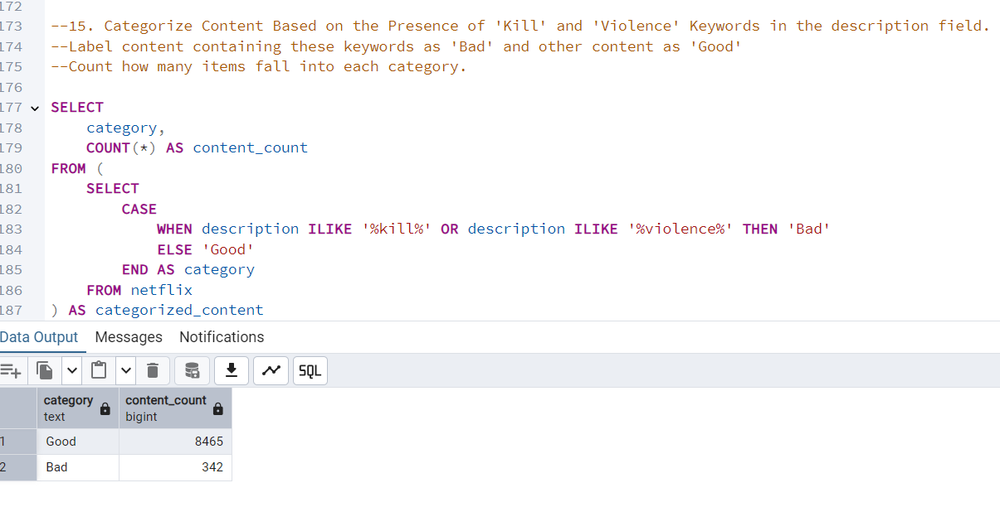 172
173 --15. Categorize Content Based on the Presence of 'Kill' and 'Violence' Keywords in the description field.
174 --Label content containing these keywords as 'Bad' and other content as 'Good'
175 --Count how many items fall into each category.
176
177 SELECT
178 category,
179 COUNT(*) AS content_count
180 FROM (
181 SELECT
182 CASE
183 WHEN description ILIKE '%kill%' OR description ILIKE '%violence%' THEN 'Bad'
184 ELSE 'Good'
185 END AS category
186 FROM netflix
187 ) AS categorized_content
Data Output Messages Notifications
SQL
category content_count
text bigint
1 Good 8465
2 Bad 342